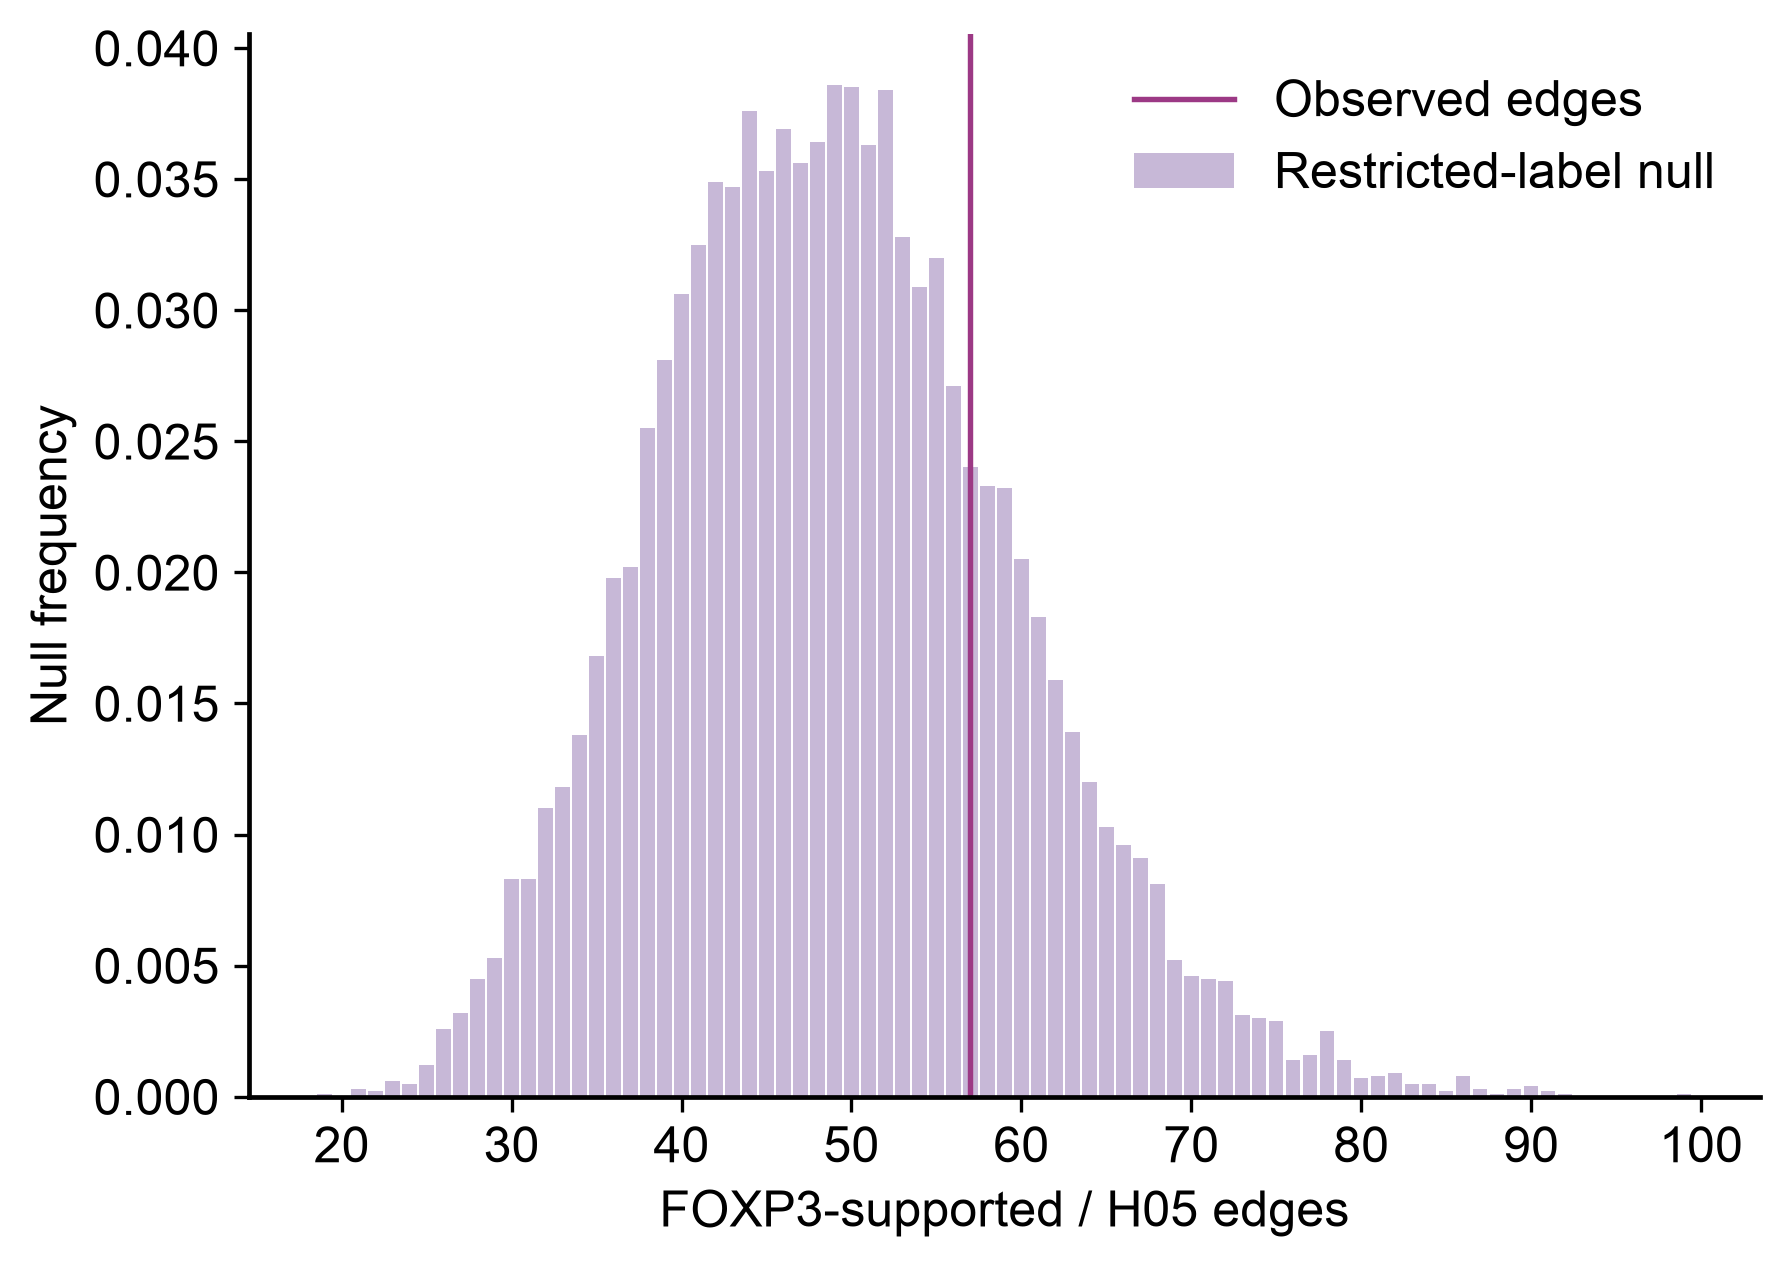 0.040
0.035
0.030
0.025
0.020
0.015
0.010
0.005
0.000
Null frequency
Observed edges
Restricted-label null
20 30 40 50 60 70 80 90 100
FOXP3-supported / H05 edges